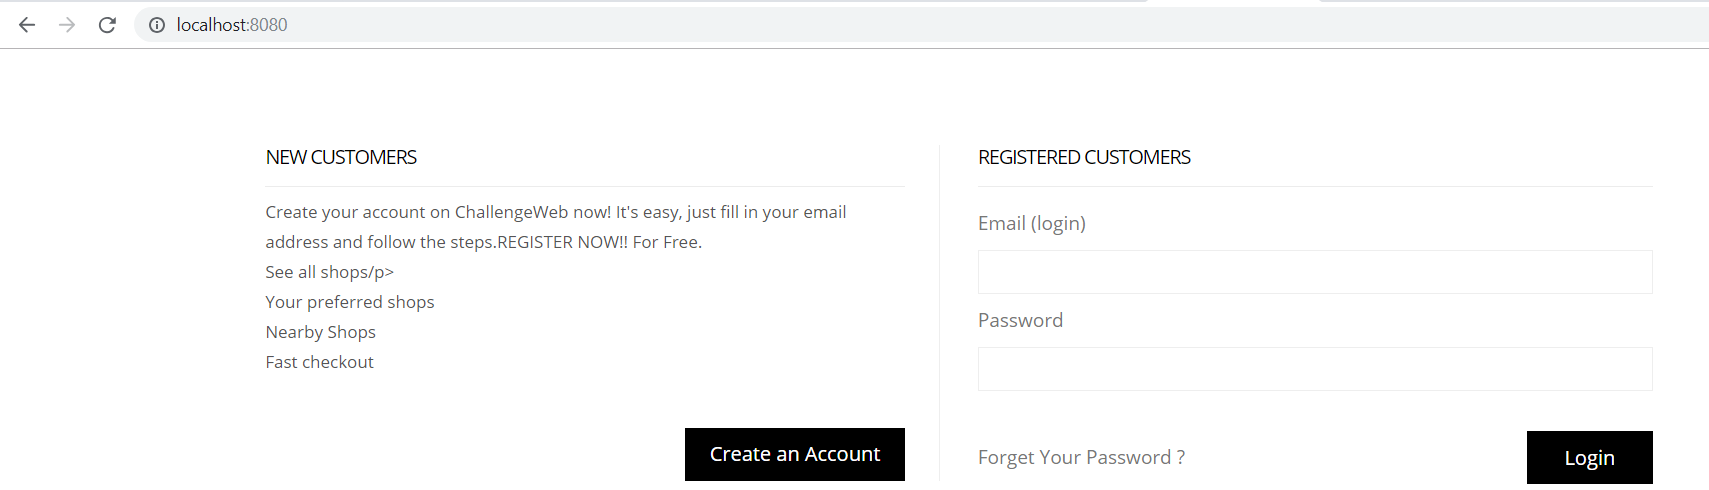 localhost:8080
NEW CUSTOMERS
Create your account on ChallengeWeb now! It's easy, just fill in your email
address and follow the steps.REGISTER NOW!! For Free.
See all shops/p>
Your preferred shops
Nearby Shops
Fast checkout
Create an Account
REGISTERED CUSTOMERS
Email (login)
Password
Forget Your Password ?
Login